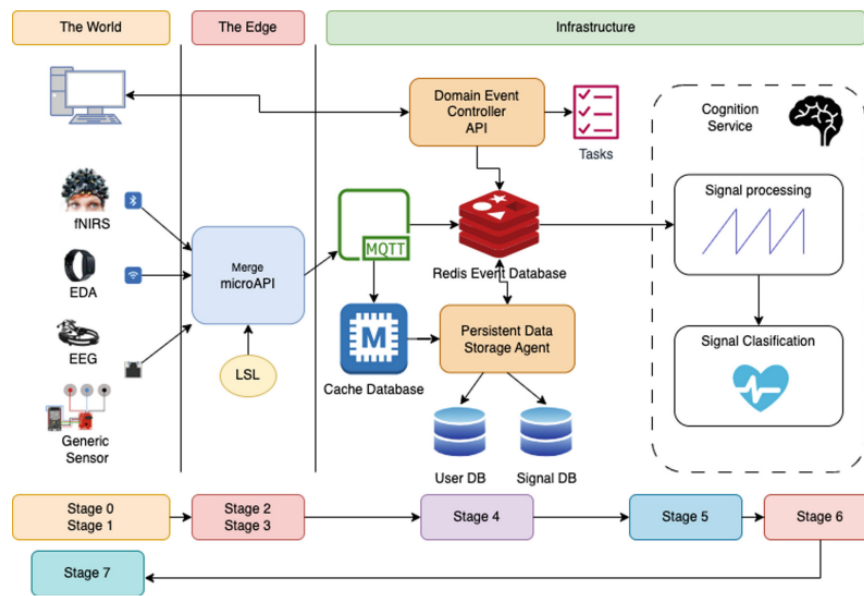 The World
The Edge
Infrastructure
Domain Event
Controller
API
Tasks
Cognition
Service
fNIRS
EDA
EEG
Generic
Sensor
Merge
microAPI
LSL
MQTT
Redis Event Database
M
Cache Database
Persistent Data
Storage Agent
User DB
Signal DB
Signal processing
Signal Clasification
Stage 0
Stage 1
Stage 2
Stage 3
Stage 4
Stage 5
Stage 6
Stage 7